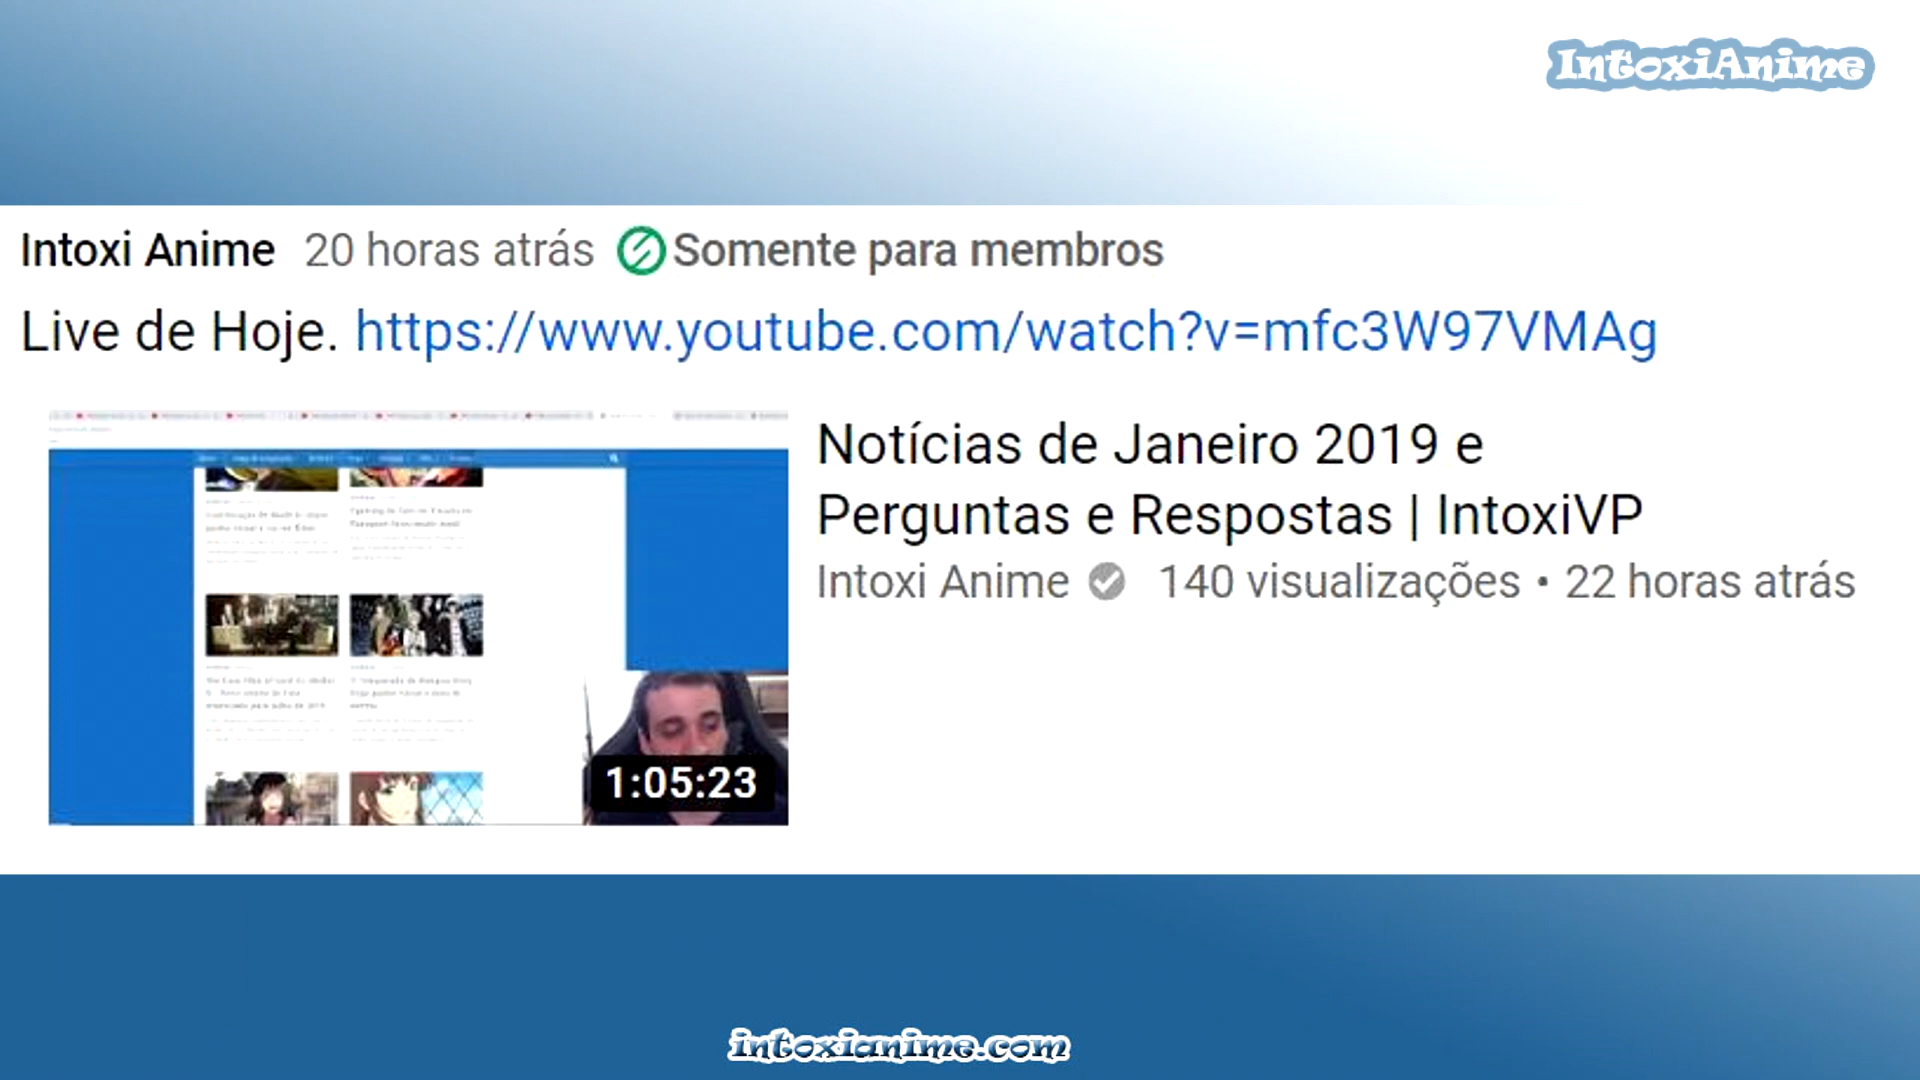 IntoxiAnime
Intoxi Anime 20 horas atrás Somente para membros
Live de Hoje. https://www.youtube.com/watch?v=mfc3W97VMAg
Notícias de Janeiro 2019 e
Perguntas e Respostas | IntoxiVP
Intoxi Anime 140 visualizações • 22 horas atrás
1:05:23
intoxianime.com